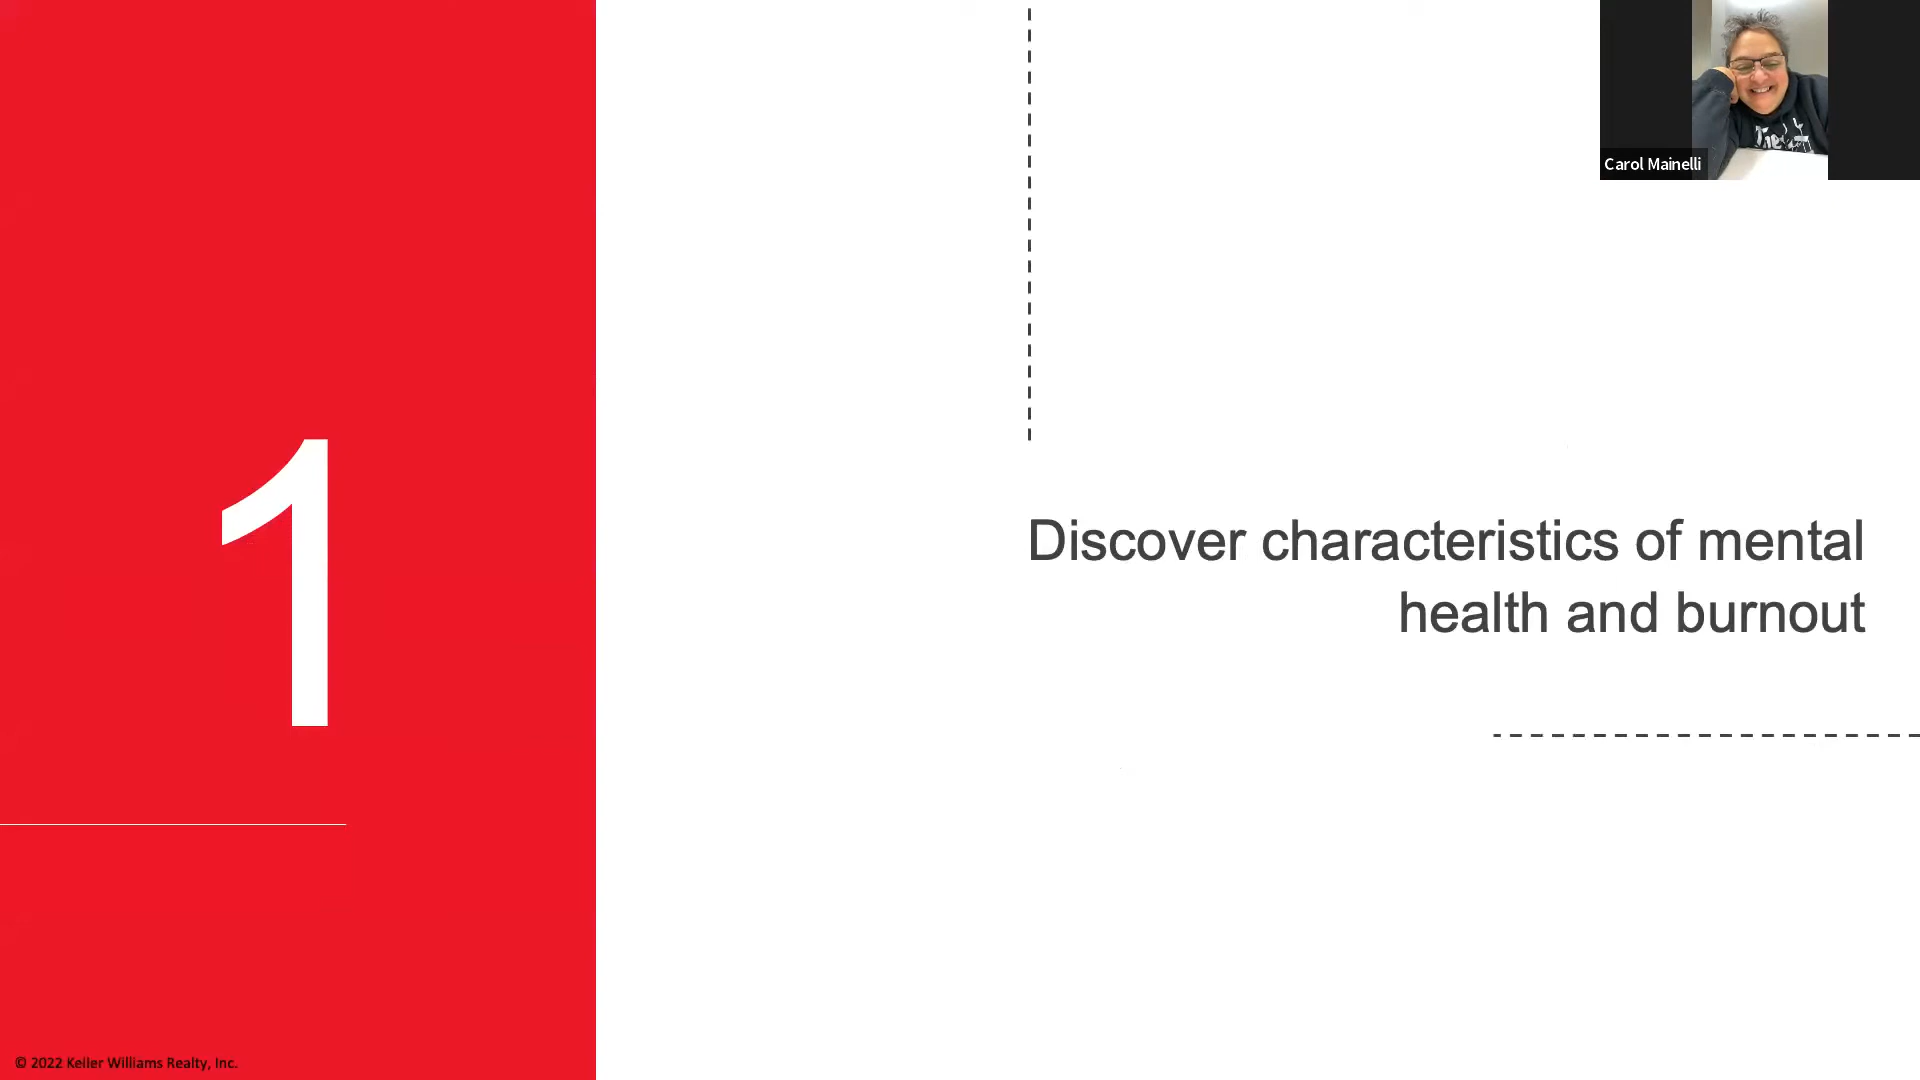 1
Discover characteristics of mental
health and burnout
Carol Mainelli
© 2022 Keller Williams Realty, Inc.